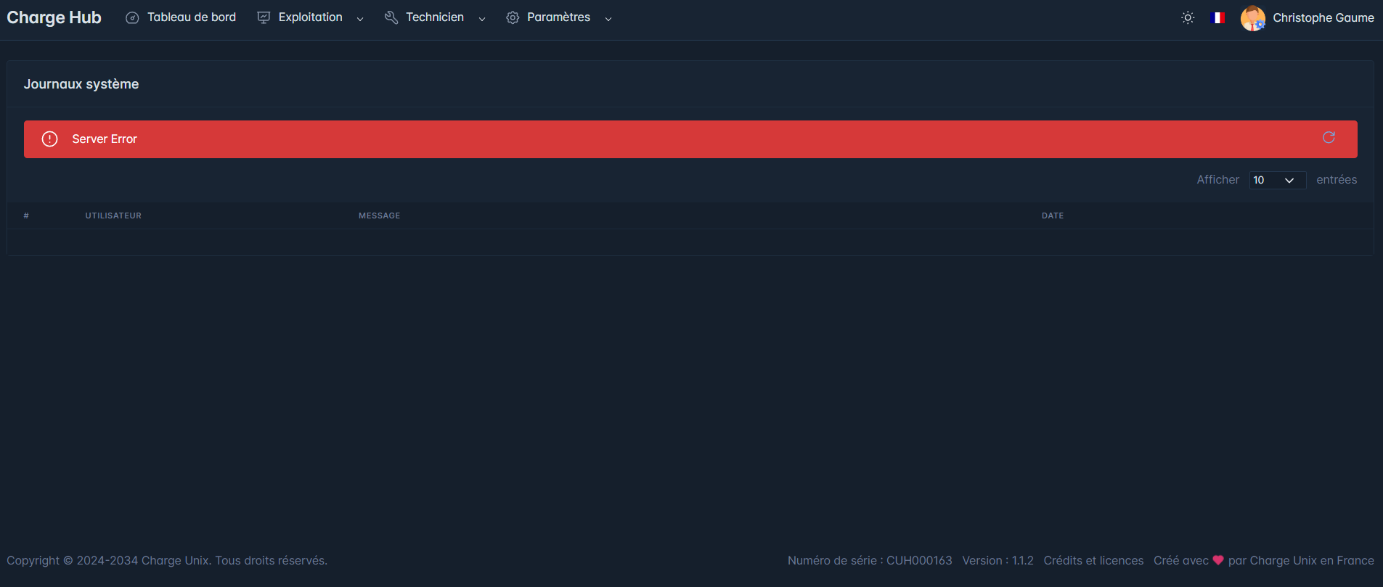 Charge Hub Tableau de bord Exploitation Technicien Paramètres Christophe Gaume
Journaux système
Server Error
Afficher 10 entrées
# UTILISATEUR MESSAGE DATE
Copyright © 2024-2034 Charge Unix. Tous droits réservés. Numéro de série : CUH000163 Version : 1.1.2 Crédits et licences Créé avec ♥ par Charge Unix en France